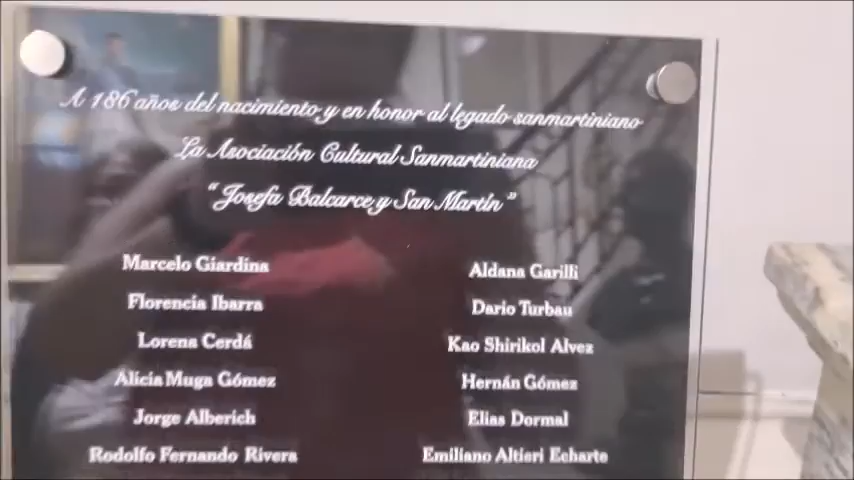 A 186 años del nacimiento y en honor al legado sanmartiniano
La Asociación Cultural Sanmartiniana
“Josefa Balcarce y San Martín”
Marcelo Giardina
Aldana Garilli
Florencia Ibarra
Dario Turbau
Lorena Cerdá
Kao Shirikol Alvez
Alicia Muga Gómez
Hernán Gómez
Jorge Alberich
Elias Dormal
Rodolfo Fernando Rivera
Emiliano Altieri Echarte